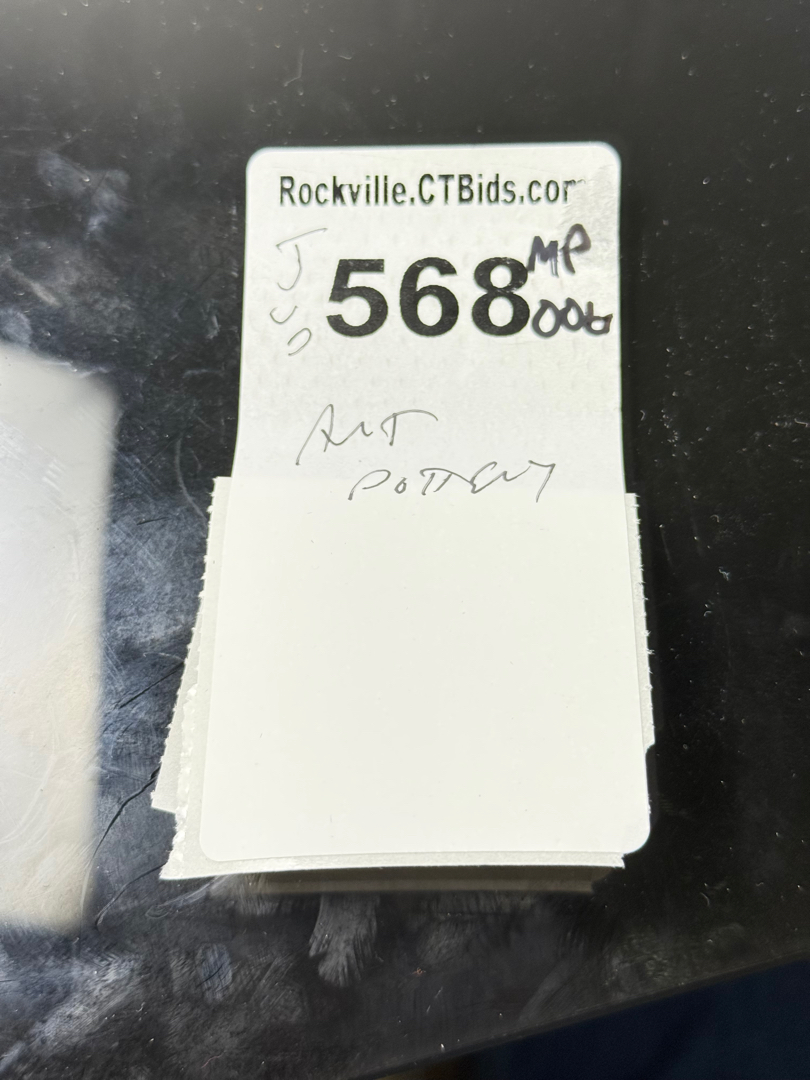 Rockville.CTBids.com
568
MP
006
ART
POTTERY